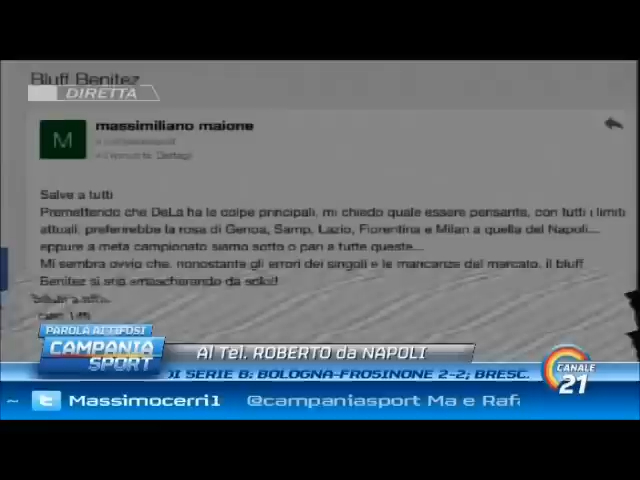 Bluff Benitez
DIRETTA
M
massimiliano maione
Salve a tutti
Premettendo che DeLa ha le colpe principali, mi chiedo quale essere pensante, con tutti i limiti
attuali, preferirebbe la rosa di Genoa, Samp, Lazio, Fiorentina e Milan a quella del Napoli....
eppure a meta campionato siamo sotto o pari a tutte queste....
Mi sembra ovvio che, nonostante gli errori dei singoli e le mancanze del mercato, il bluff
Benitez si stia smascherando da solo!!
PAROLA AI TIFOSI
CAMPANIA
SPORT
Al Tel. ROBERTO da NAPOLI
DI SERIE B: BOLOGNA-FROSINONE 2-2; BRESC.
CANALE
21
~ Massimocerri1 @campaniasport Ma e Rafa